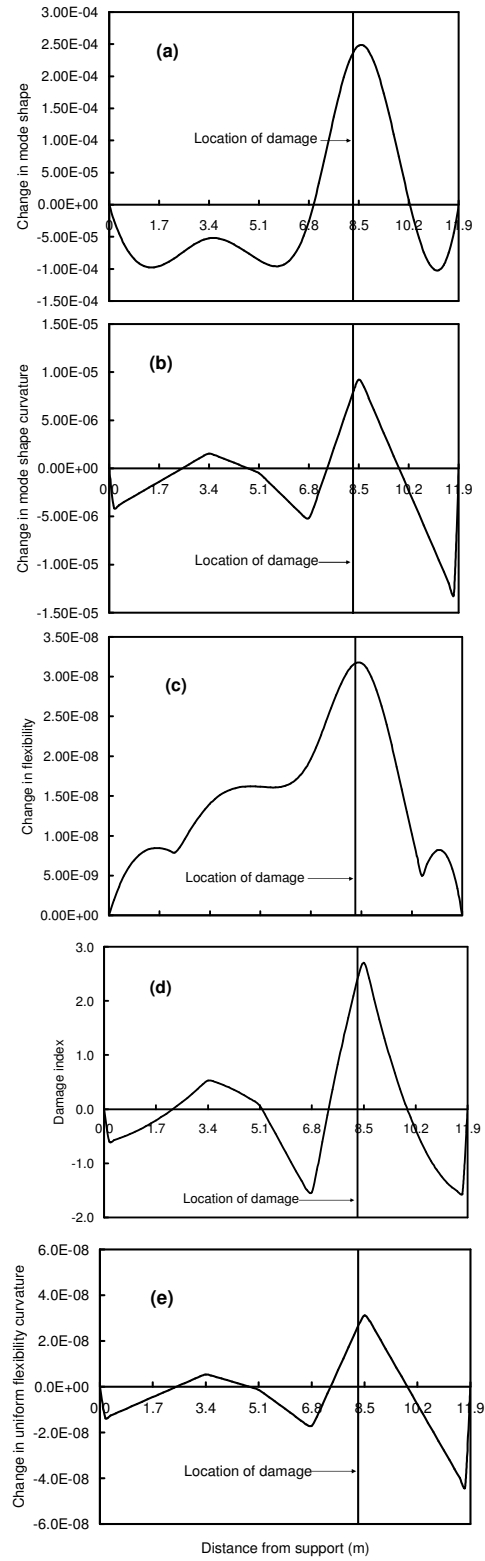 3.00E-04
(a)
2.50E-04
2.00E-04
1.50E-04
1.00E-04
Location of damage
5.00E-05
0.00E+00
0 1.7 3.4 5.1 6.8 8.5 10.2 11.9
-5.00E-05
-1.00E-04
-1.50E-04
Change in mode shape
1.50E-05
(b)
1.00E-05
5.00E-06
0.00E+00
0.0 1.7 3.4 5.1 6.8 8.5 10.2 11.9
-5.00E-06
-1.00E-05
Location of damage
-1.50E-05
Change in mode shape curvature
3.50E-08
(c)
3.00E-08
2.50E-08
2.00E-08
1.50E-08
1.00E-08
5.00E-09
Location of damage
0.00E+00
Change in flexibility
3.0
(d)
2.0
1.0
0.0
0.0 1.7 3.4 5.1 6.8 8.5 10.2 11.9
-1.0
Location of damage
-2.0
Damage index
6.0E-08
(e)
4.0E-08
2.0E-08
0.0E+00
0.0 1.7 3.4 5.1 6.8 8.5 10.2 11.9
-2.0E-08
-4.0E-08
Location of damage
-6.0E-08
Change in uniform flexibility curvature
Distance from support (m)